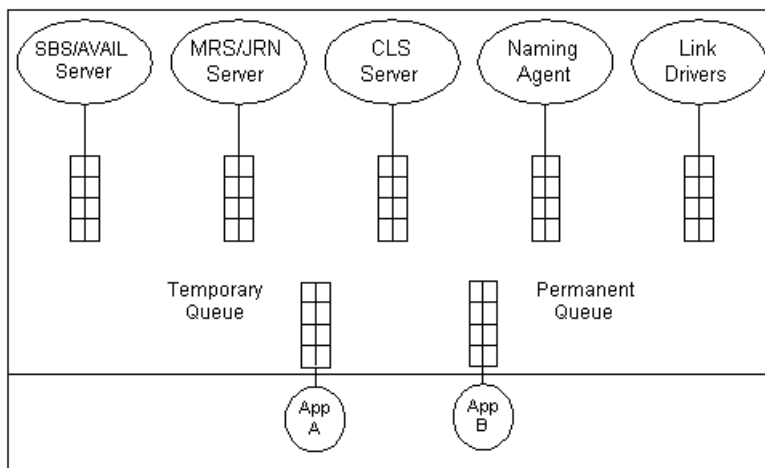 SBS/AVAIL
Server
MRS/JRN
Server
CLS
Server
Naming
Agent
Link
Drivers
Temporary
Queue
Permanent
Queue
App
A
App
B